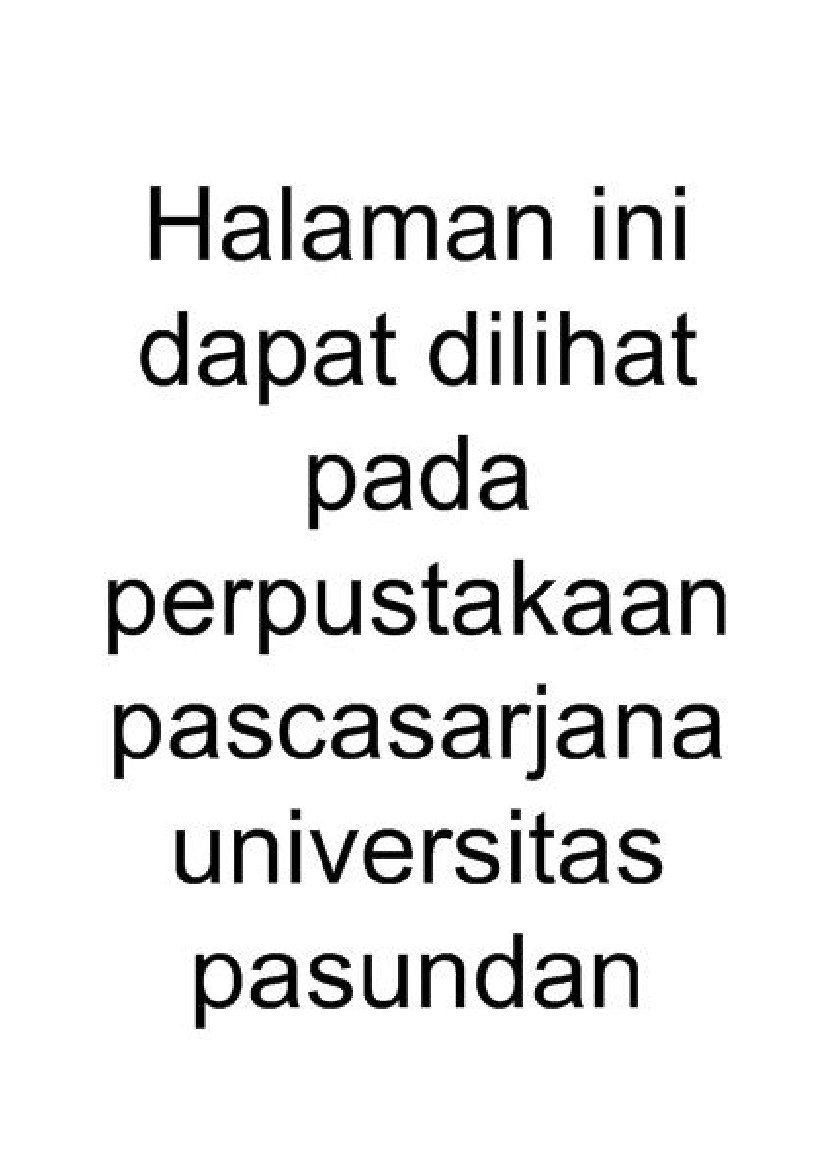 Halaman ini
dapat dilihat
pada
perpustakaan
pascasarjana
universitas
pasundan